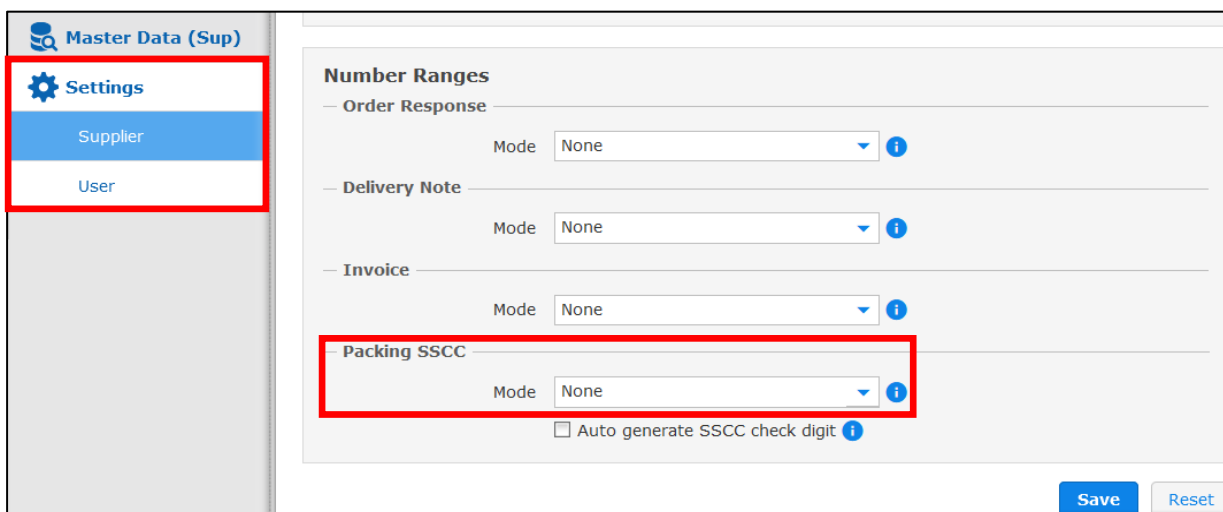 Master Data (Sup)
Settings
Supplier
User
Number Ranges
Order Response
Mode None
Delivery Note
Mode None
Invoice
Mode None
Packing SSCC
Mode None
Auto generate SSCC check digit
Save Reset